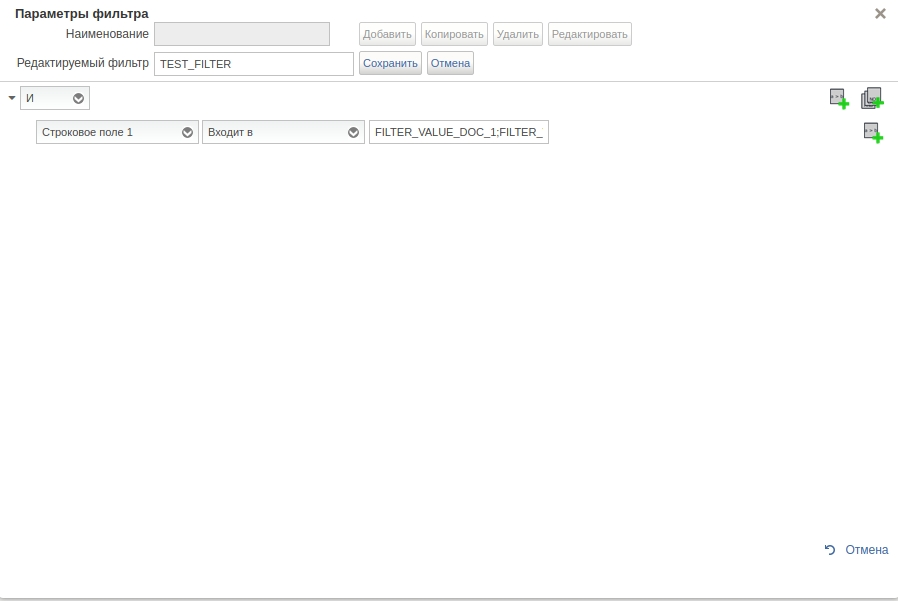 Параметры фильтра
Наименование Добавить Копировать Удалить Редактировать
Редактируемый фильтр TEST_FILTER Сохранить Отмена
И
Строковое поле 1 Входит в FILTER_VALUE_DOC_1;FILTER_
Отмена